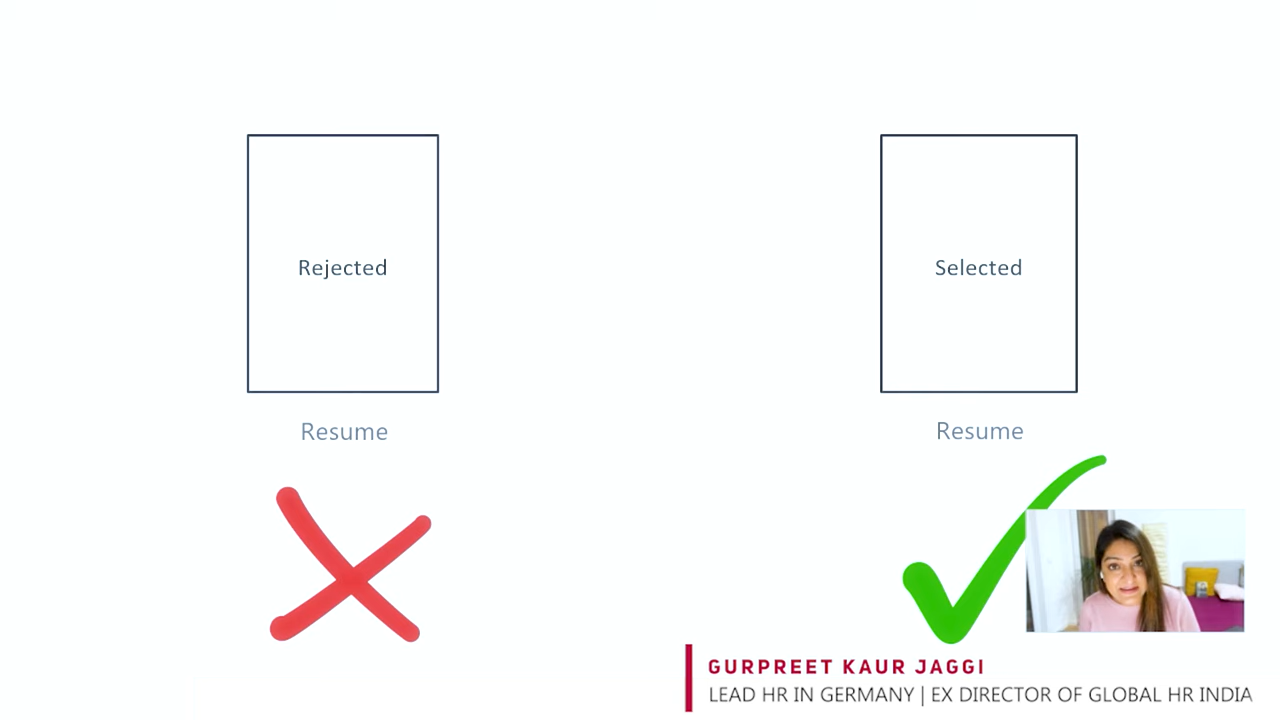 Rejected
Selected
Resume
Resume
GURPREET KAUR JAGGI
LEAD HR IN GERMANY | EX DIRECTOR OF GLOBAL HR INDIA